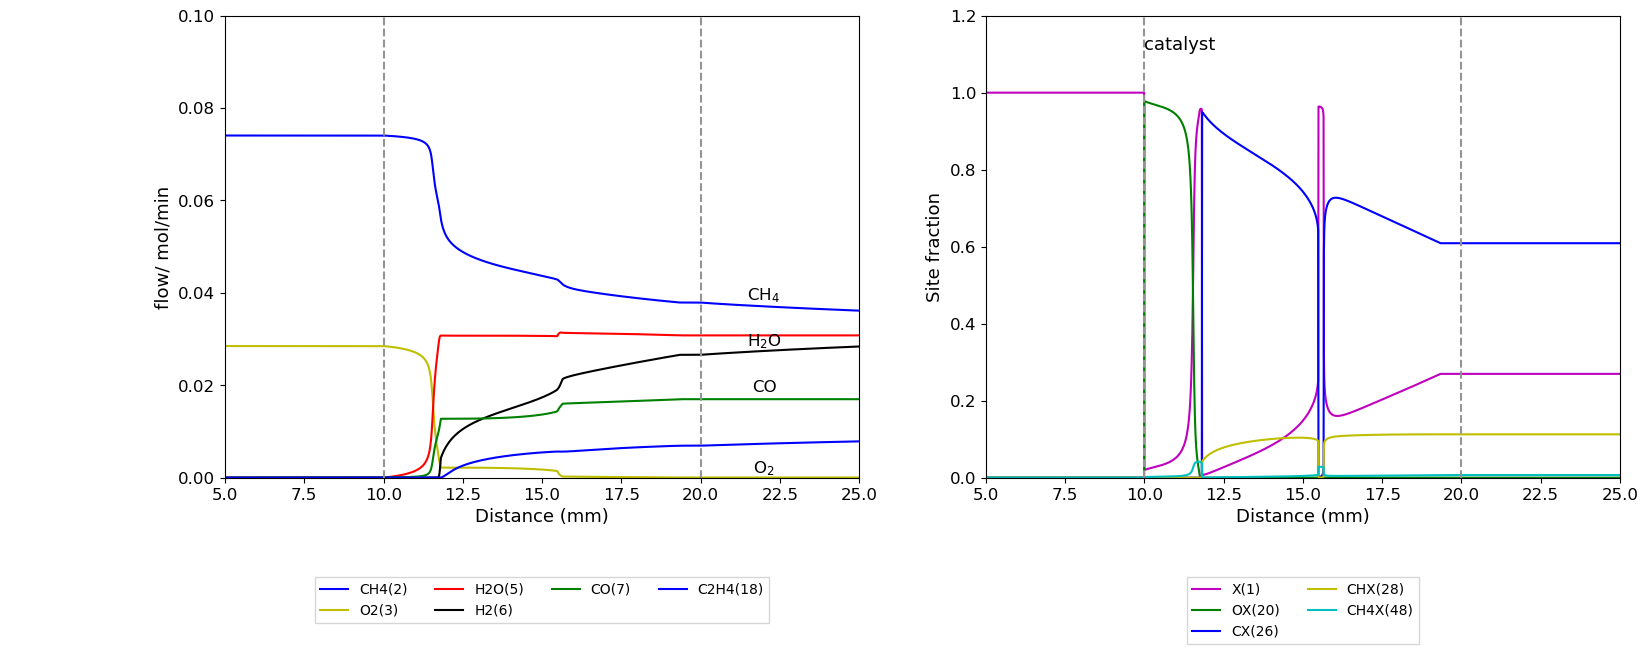 0.10
0.08
0.06
0.04
0.02
0.00
flow/ mol/min
CH4
H2O
CO
O2
5.0 7.5 10.0 12.5 15.0 17.5 20.0 22.5 25.0
Distance (mm)
CH4(2) H2O(5) CO(7) C2H4(18)
O2(3) H2(6)
1.2
1.0
0.8
0.6
0.4
0.2
0.0
Site fraction
catalyst
5.0 7.5 10.0 12.5 15.0 17.5 20.0 22.5 25.0
Distance (mm)
X(1) CHX(28)
OX(20) CH4X(48)
CX(26)